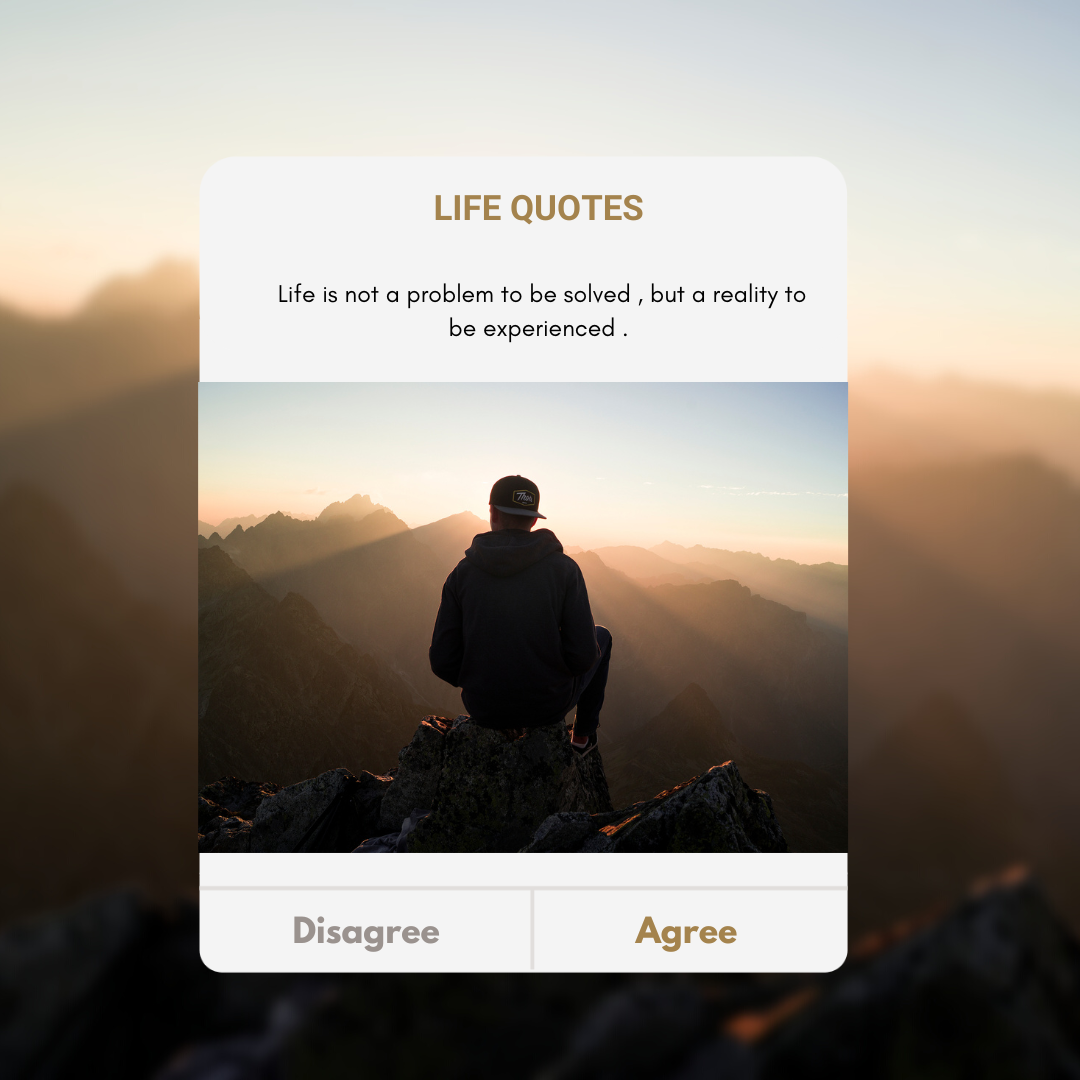 LIFE QUOTES
Life is not a problem to be solved , but a reality to
be experienced .
Disagree
Agree